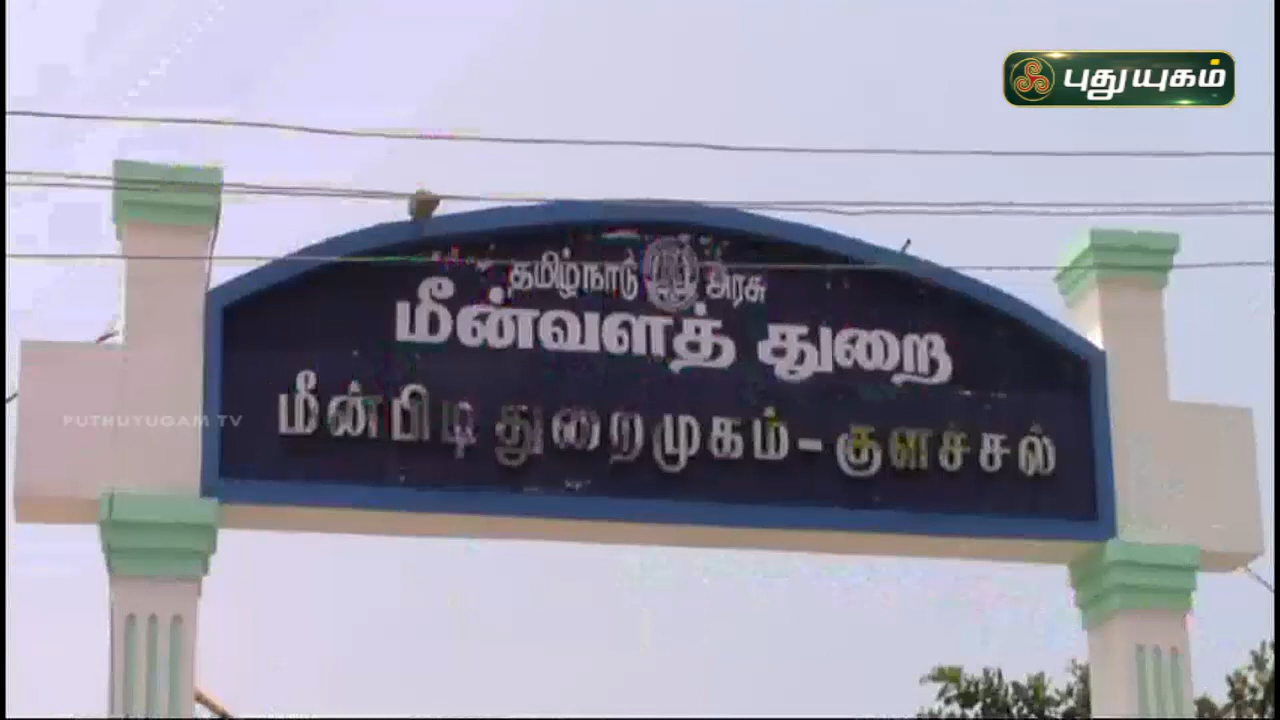 புதுயுகம்
தமிழ்நாடு அரசு
மீன்வளத் துறை
மீன்பிடி துறைமுகம் - குளச்சல்
PUTHUYUGAM TV